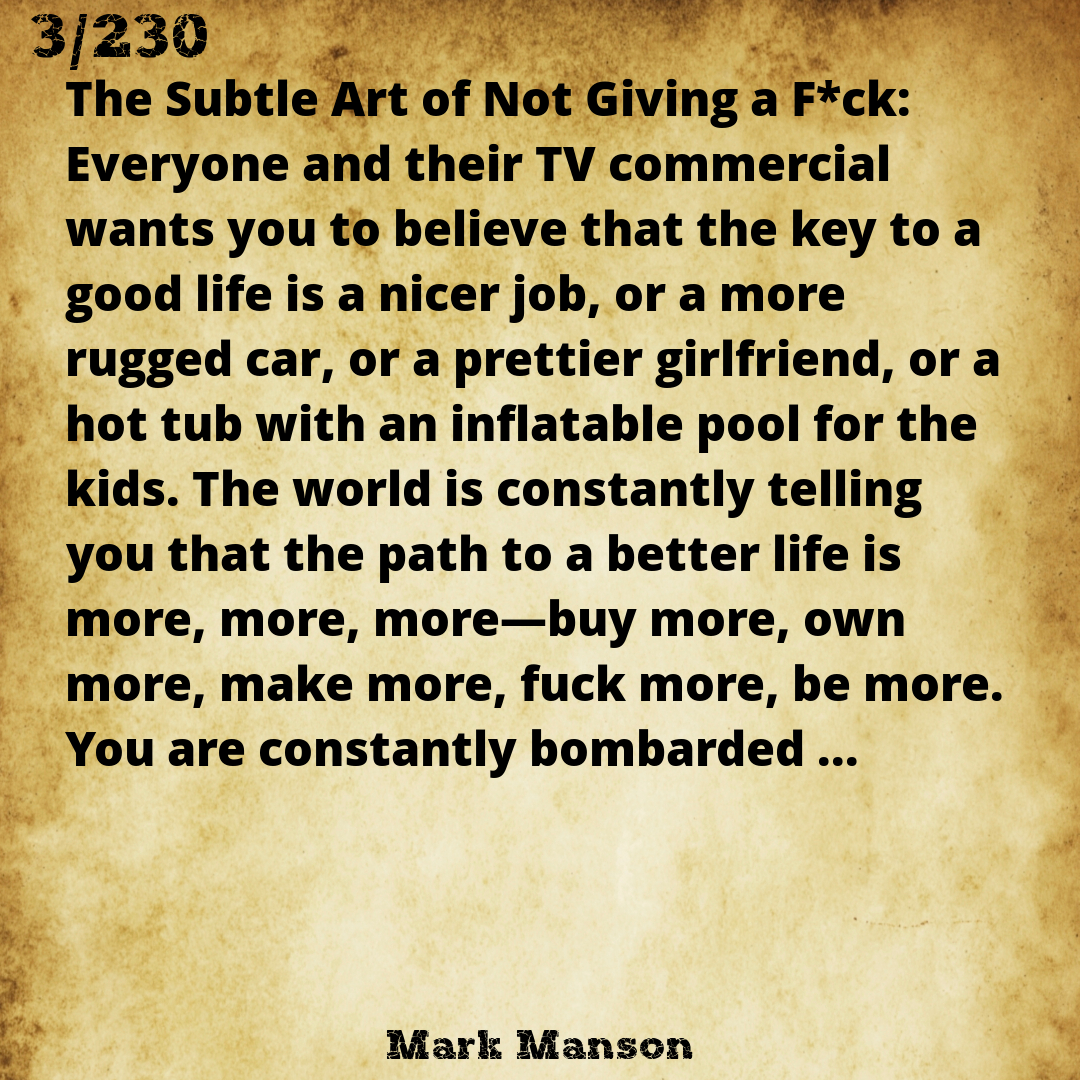 3/230
The Subtle Art of Not Giving a F*ck:
Everyone and their TV commercial
wants you to believe that the key to a
good life is a nicer job, or a more
rugged car, or a prettier girlfriend, or a
hot tub with an inflatable pool for the
kids. The world is constantly telling
you that the path to a better life is
more, more, more—buy more, own
more, make more, fuck more, be more.
You are constantly bombarded ...
Mark Manson